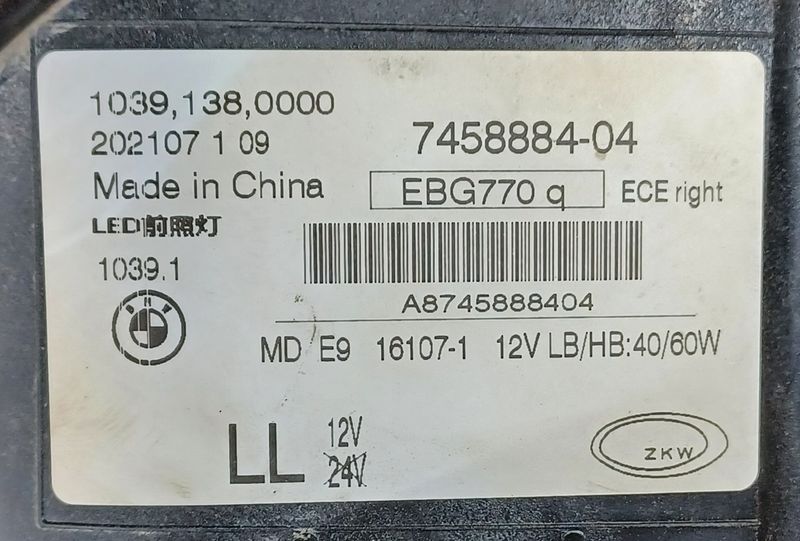 1039,138,0000
202107 1 09
7458884-04
Made in China
EBG770 q
ECE right
LED前照灯
1039.1
A8745888404
MD E9 16107-1 12V LB/HB:40/60W
LL
12V
24V
ZKW